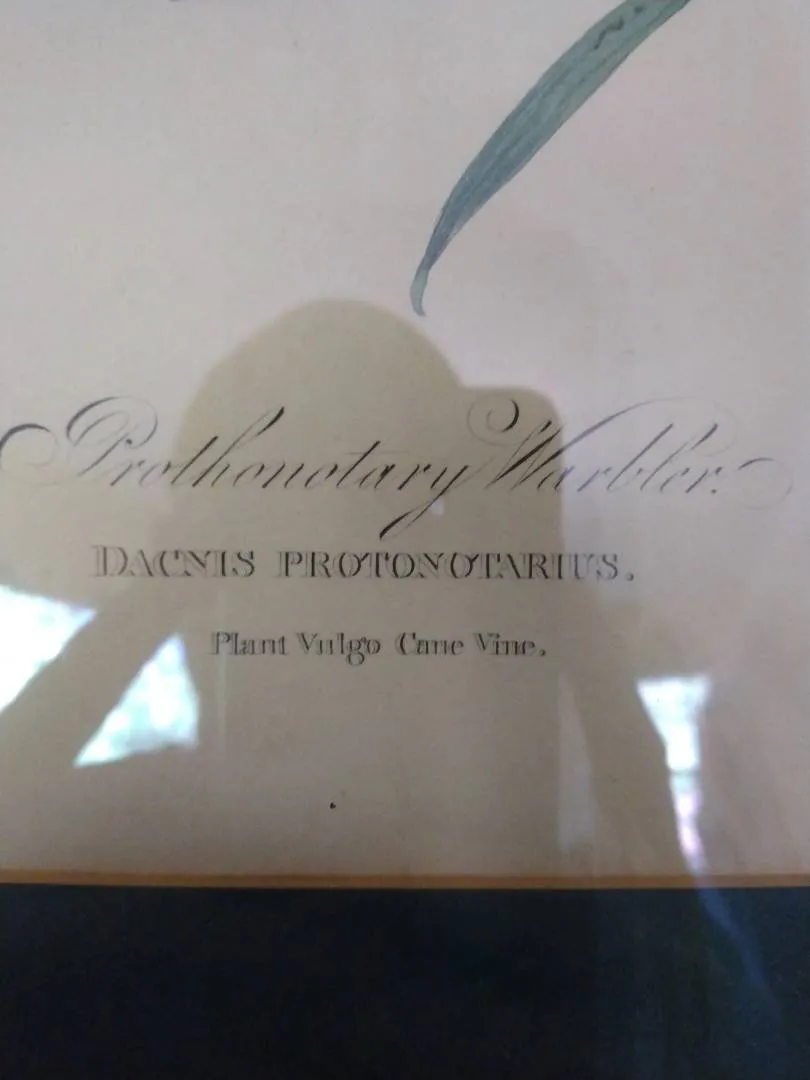 Prothonotary Warbler.
DACNIS PROTONOTARIUS.
Plant Vulgo Cane Vine.